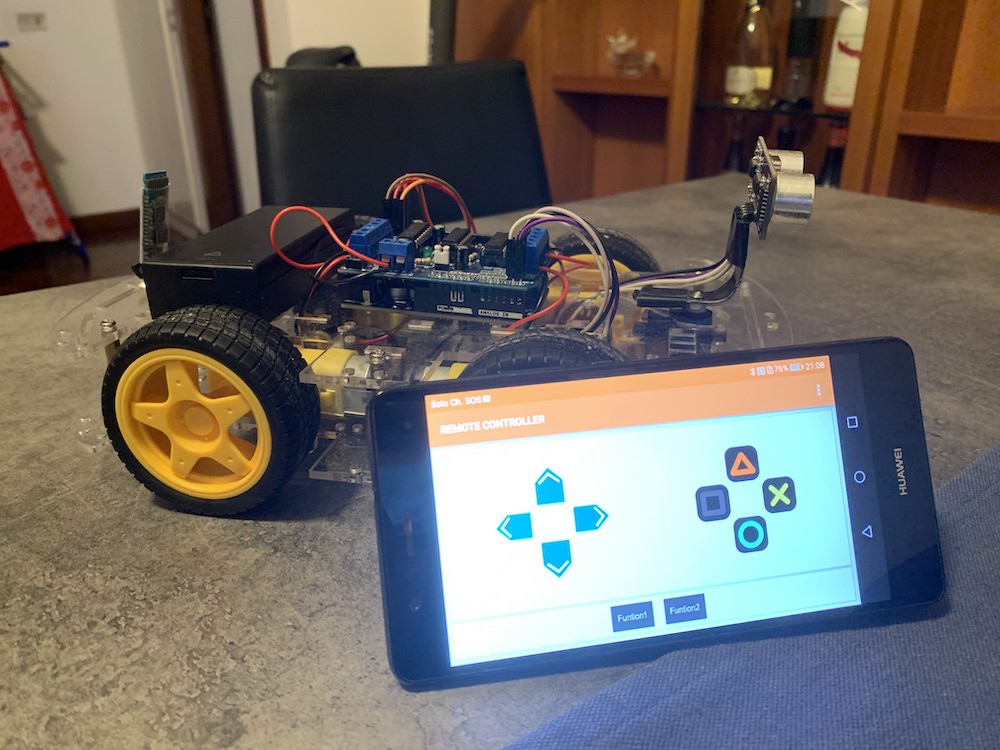 Solo Ch. SOS
76%
21:08
REMOTE CONTROLLER
Funtion1
Funtion2
HUAWEI
ANALOG IN